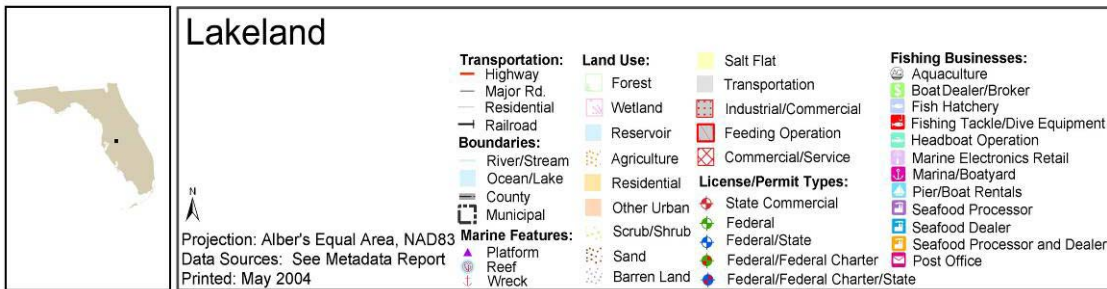 Lakeland
N
Projection: Alber's Equal Area, NAD83
Data Sources: See Metadata Report
Printed: May 2004
Transportation:
Highway
Major Rd.
Residential
Railroad
Boundaries:
River/Stream
Ocean/Lake
County
Municipal
Marine Features:
Platform
Reef
Wreck
Land Use:
Forest
Wetland
Reservoir
Agriculture
Residential
Other Urban
Scrub/Shrub
Sand
Barren Land
Salt Flat
Transportation
Industrial/Commercial
Feeding Operation
Commercial/Service
License/Permit Types:
State Commercial
Federal
Federal/State
Federal/Federal Charter
Federal/Federal Charter/State
Fishing Businesses:
Aquaculture
Boat Dealer/Broker
Fish Hatchery
Fishing Tackle/Dive Equipment
Headboat Operation
Marine Electronics Retail
Marina/Boatyard
Pier/Boat Rentals
Seafood Processor
Seafood Dealer
Seafood Processor and Dealer
Post Office